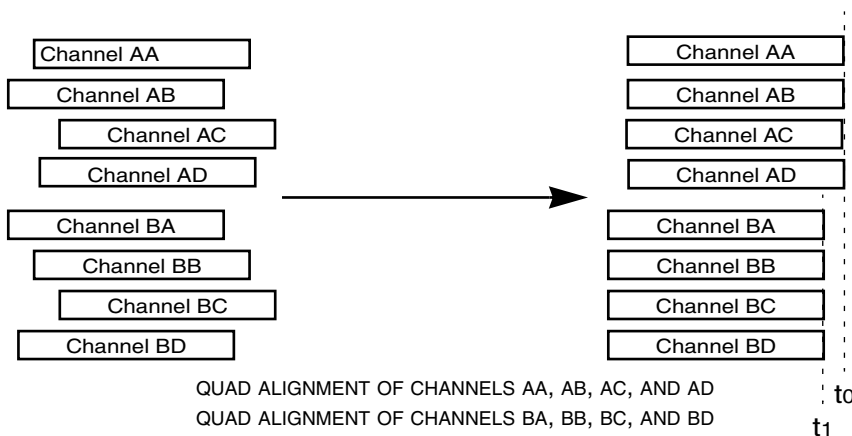 Channel AA
Channel AB
Channel AC
Channel AD
Channel BA
Channel BB
Channel BC
Channel BD
Channel AA
Channel AB
Channel AC
Channel AD
Channel BA
Channel BB
Channel BC
Channel BD
QUAD ALIGNMENT OF CHANNELS AA, AB, AC, AND AD
QUAD ALIGNMENT OF CHANNELS BA, BB, BC, AND BD
t0
t1